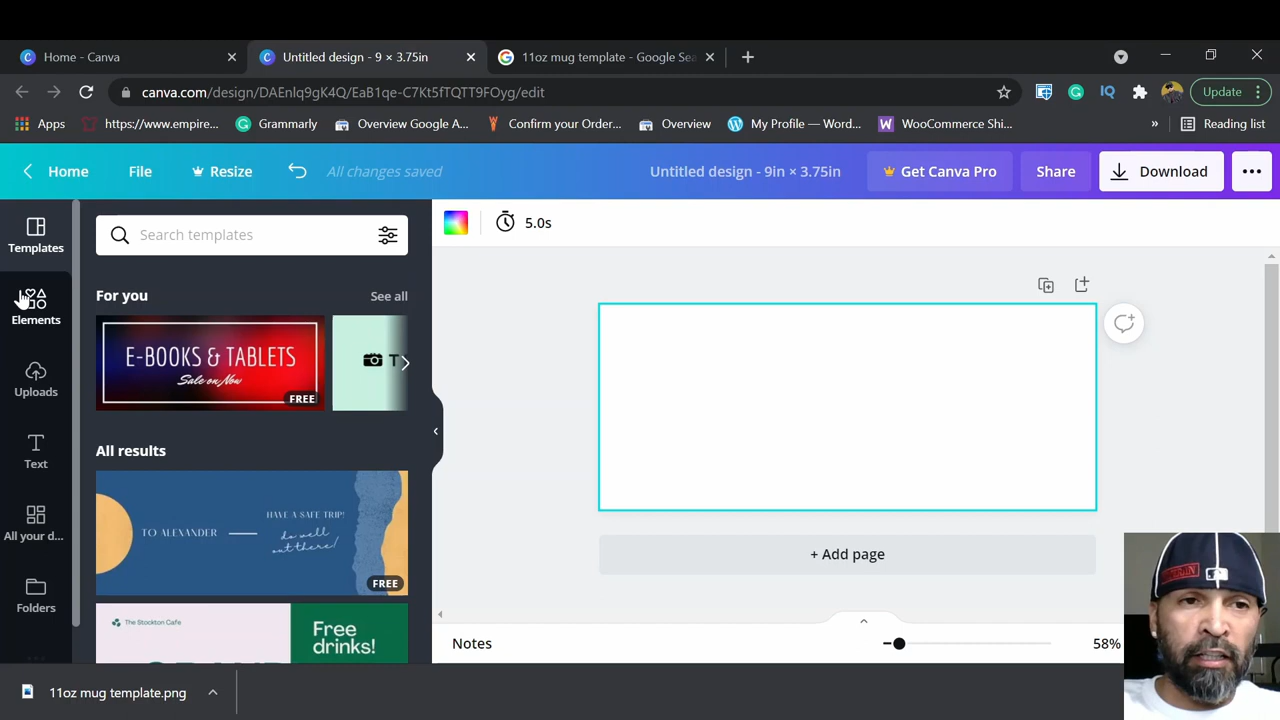 Home - Canva
Untitled design - 9 × 3.75in
11oz mug template - Google Sea
canva.com/design/DAEnlq9gK4Q/EaB1qe-C7Kt5fTQTT9FOyg/edit
Update
Apps
https://www.empire...
Grammarly
Overview Google A...
Confirm your Order...
Overview
My Profile — Word...
WooCommerce Shi...
»
Reading list
Home
File
Resize
All changes saved
Untitled design - 9in × 3.75in
Get Canva Pro
Share
Download
Templates
Elements
Uploads
Text
All your d...
Folders
Search templates
For you
See all
E-BOOKS & TABLETS
Sale on Now
FREE
T
All results
TO ALEXANDER
HAVE A SAFE TRIP!
do well
out there!
FREE
The Stockton Cafe
Free
drinks!
5.0s
+ Add page
Notes
58%
11oz mug template.png